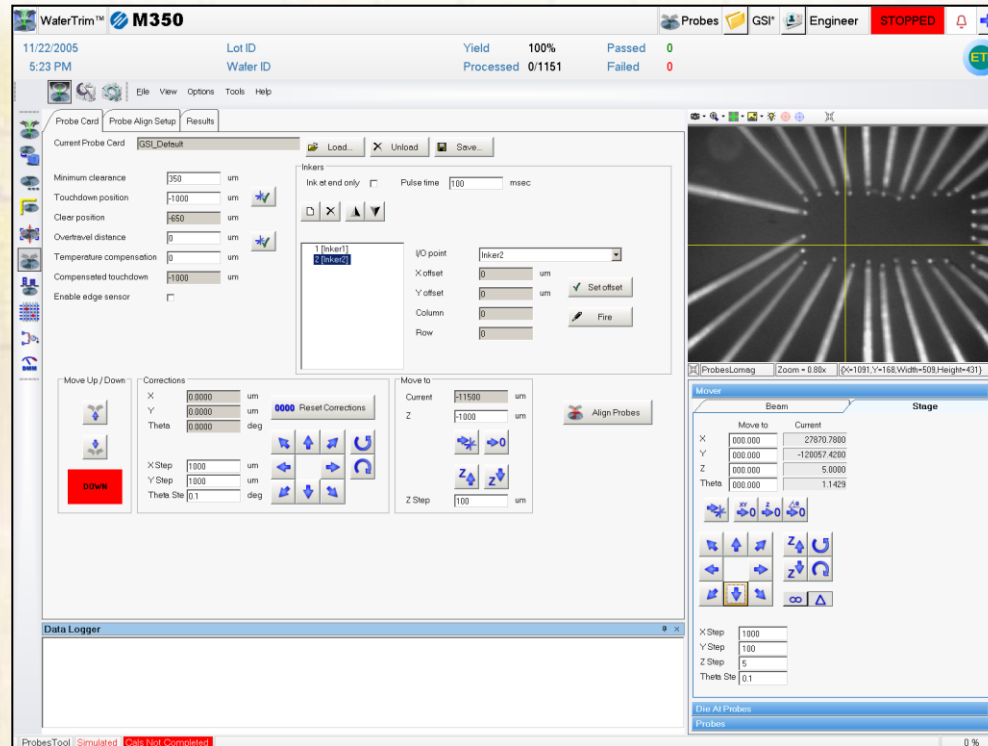 WaferTrim™ M350 Probes GSI* Engineer STOPPED
11/22/2005 Lot ID Yield 100% Passed 0
5:23 PM Wafer ID Processed 0/1151 Failed 0
ET
File View Options Tools Help
Probe Card Probe Align Setup Results
Current Probe Card GSI_Default Load... Unload Save...
Inkers
Ink at end only Pulse time 100 msec
Minimum clearance 350 um
Touchdown position -1000 um
Clear position -650 um
Overtravel distance 0 um
Temperature compensation 0 um
Compensated touchdown -1000 um
Enable edge sensor
1 [Inker1]
2 [Inker2]
I/O point Inker2
X offset 0 um
Y offset 0 um Set offset
Column 0
Row 0 Fire
Move Up / Down
DOWN
Corrections
X 0.0000 um
Y 0.0000 um
Theta 0.0000 deg
0000 Reset Corrections
X Step 1000 um
Y Step 1000 um
Theta Ste 0.1 deg
Move to
Current -11500 um
Z -1000 um
0
Z Z
Z Step 100 um
Align Probes
ProbesLomag Zoom = 0.88x {X=1091,Y=168,Width=509,Height=431}
Mover
Beam Stage
Move to Current
X 000.000 27870.7800
Y 000.000 -120057.4200
Z 000.000 5.0000
Theta 000.000 1.1429
XY 0 Z 0 0
Z
Z
∞ Δ
X Step 1000
Y Step 100
Z Step 5
Theta Ste 0.1
Die At Probes
Probes
Data Logger
ProbesTool Simulated Cals Not Completed 0 %